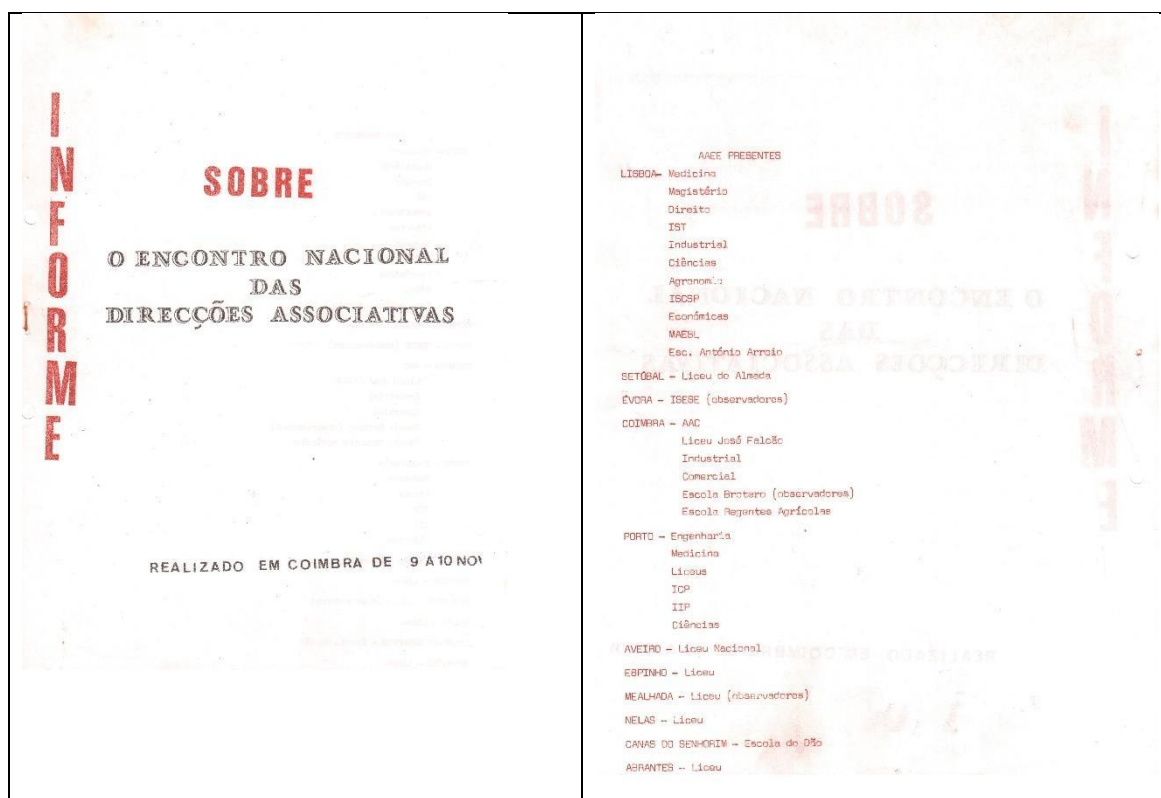 INFORME
SOBRE
O ENCONTRO NACIONAL
DAS
DIRECÇÕES ASSOCIATIVAS
REALIZADO EM COIMBRA DE 9 A 10 NOV
AAEE PRESENTES
LISBOA- Medicina
Magistério
Direito
IST
Industrial
Ciências
Agronomia
ISCSP
Económicas
MAESL
Esc. António Arroio
SETÚBAL - Liceu de Almada
ÉVORA - ISESE (observadores)
COIMBRA - AAC
Liceu José Falcão
Industrial
Comercial
Escola Brotero (observadores)
Escola Regentes Agrícolas
PORTO - Engenharia
Medicina
Liceus
ICP
IIP
Ciências
AVEIRO - Liceu Nacional
ESPINHO - Liceu
MEALHADA - Liceu (observadores)
NELAS - Liceu
CANAS DO SENHORIM - Escola do Dão
ABRANTES - Liceu